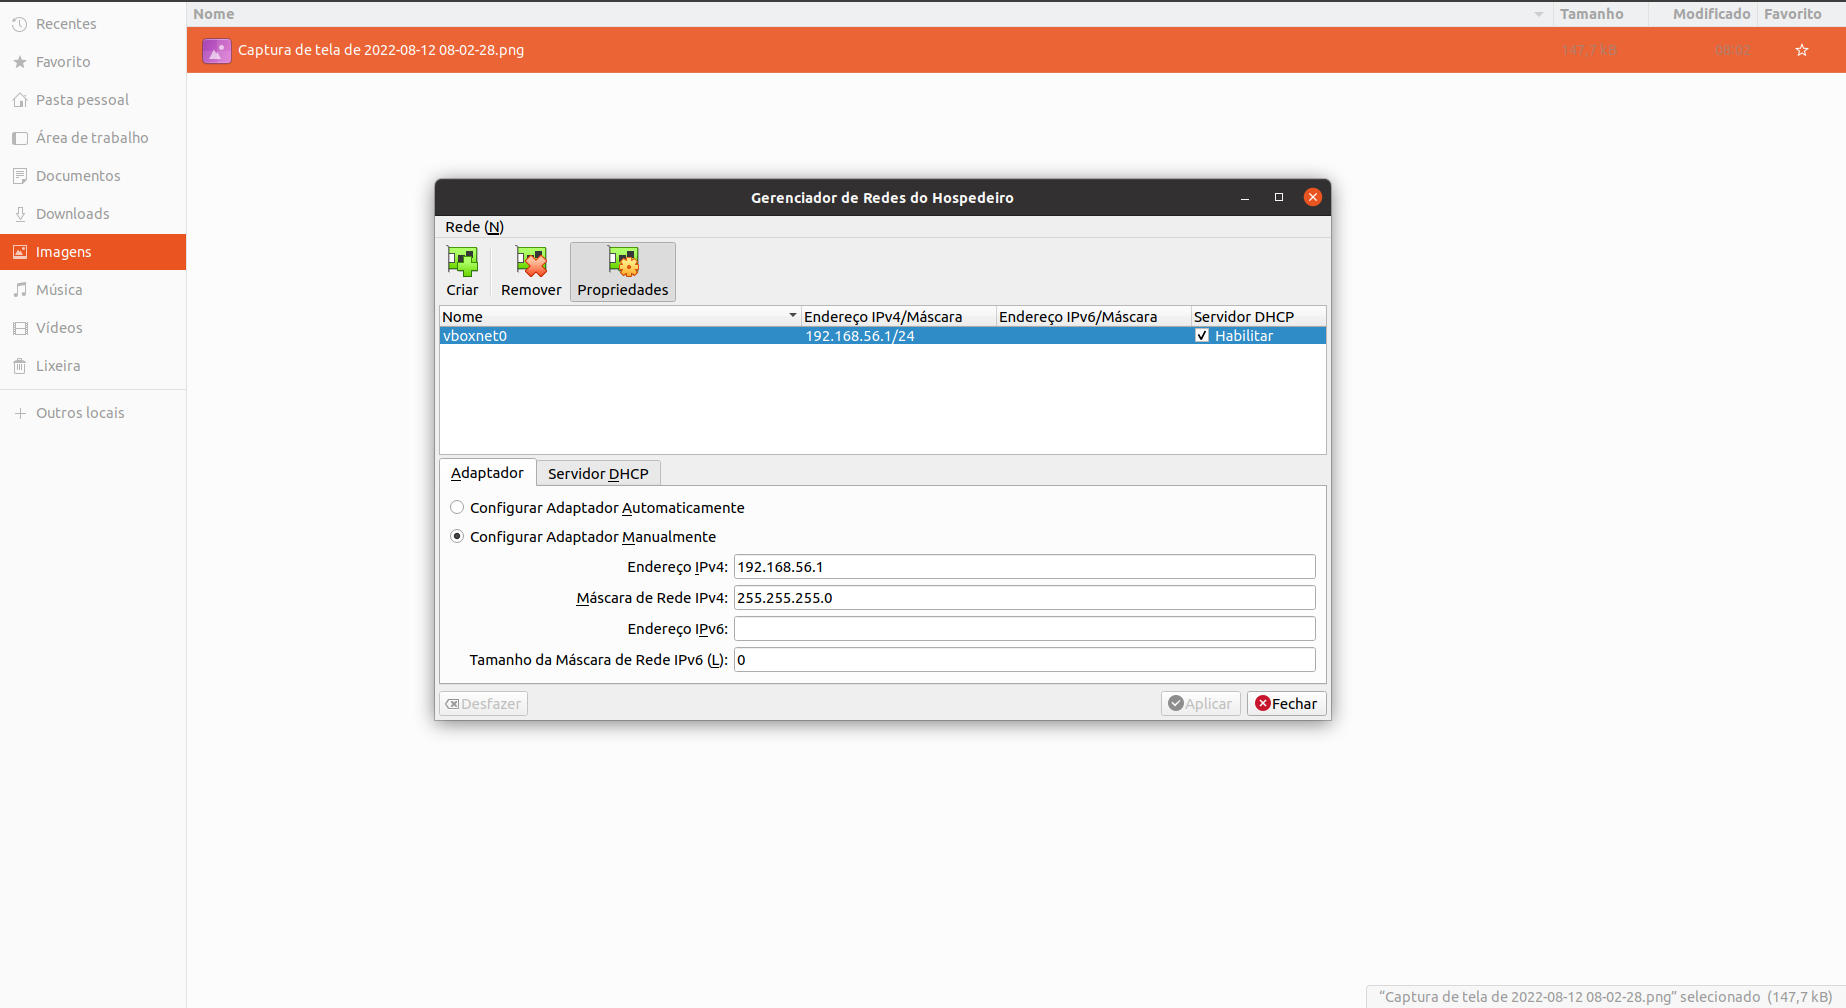 Nome Tamanho Modificado Favorito
Captura de tela de 2022-08-12 08-02-28.png 147,7 kB 08:02
Recentes
Favorito
Pasta pessoal
Área de trabalho
Documentos
Downloads
Imagens
Música
Vídeos
Lixeira
Outros locais
Gerenciador de Redes do Hospedeiro
Rede (N)
Criar Remover Propriedades
Nome Endereço IPv4/Máscara Endereço IPv6/Máscara Servidor DHCP
vboxnet0 192.168.56.1/24 Habilitar
Adaptador Servidor DHCP
Configurar Adaptador Automaticamente
Configurar Adaptador Manualmente
Endereço IPv4: 192.168.56.1
Máscara de Rede IPv4: 255.255.255.0
Endereço IPv6:
Tamanho da Máscara de Rede IPv6 (L): 0
Desfazer Aplicar Fechar
“Captura de tela de 2022-08-12 08-02-28.png” selecionado (147,7 kB)